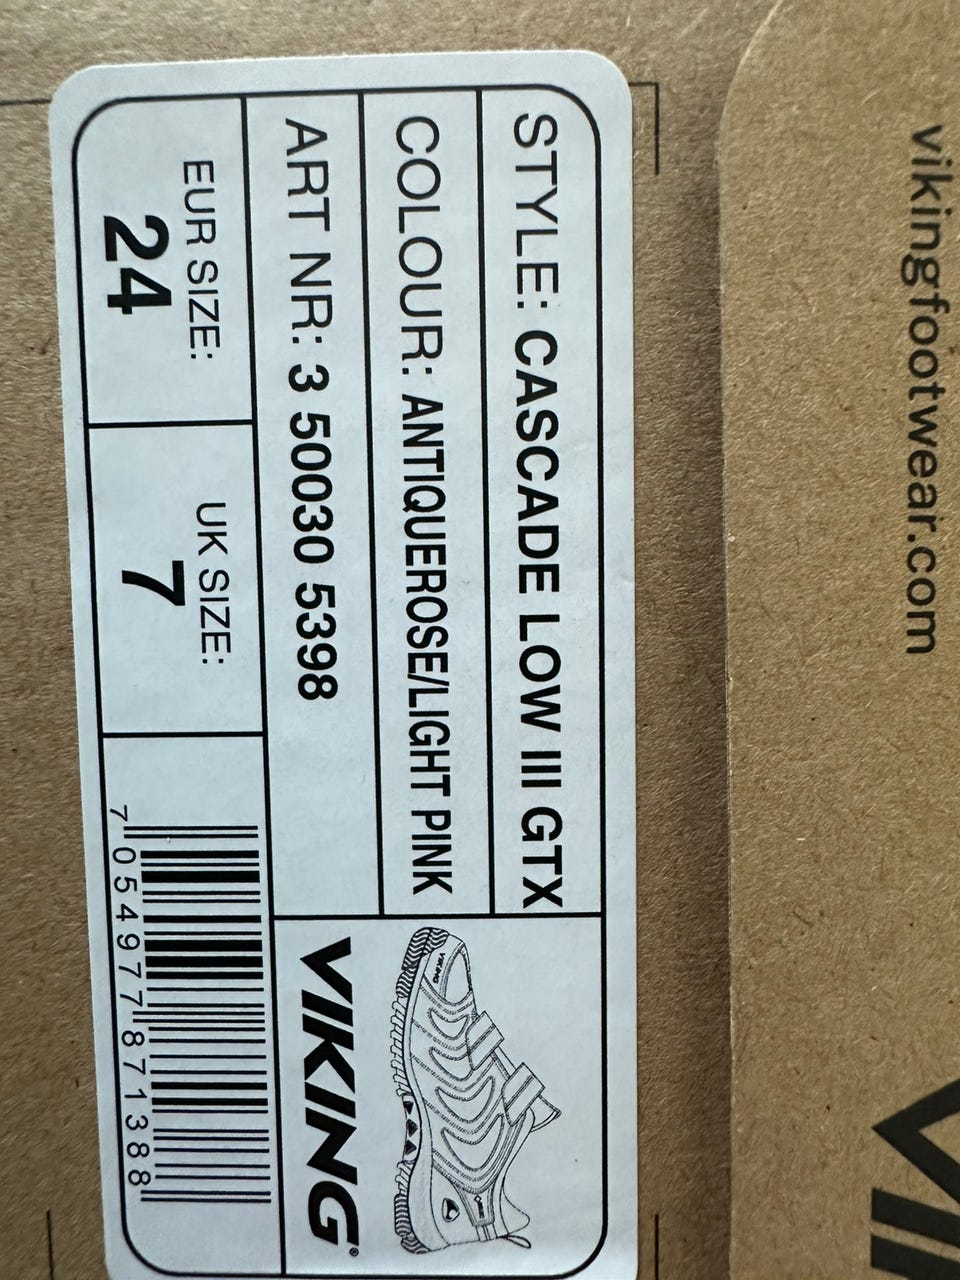 vikingfootwear.com
STYLE: CASCADE LOW III GTX
COLOUR: ANTIQUEROSE/LIGHT PINK
ART NR: 3 50030 5398
EUR SIZE:
24
UK SIZE:
7
7 054977 871388
VIKING
VIKING